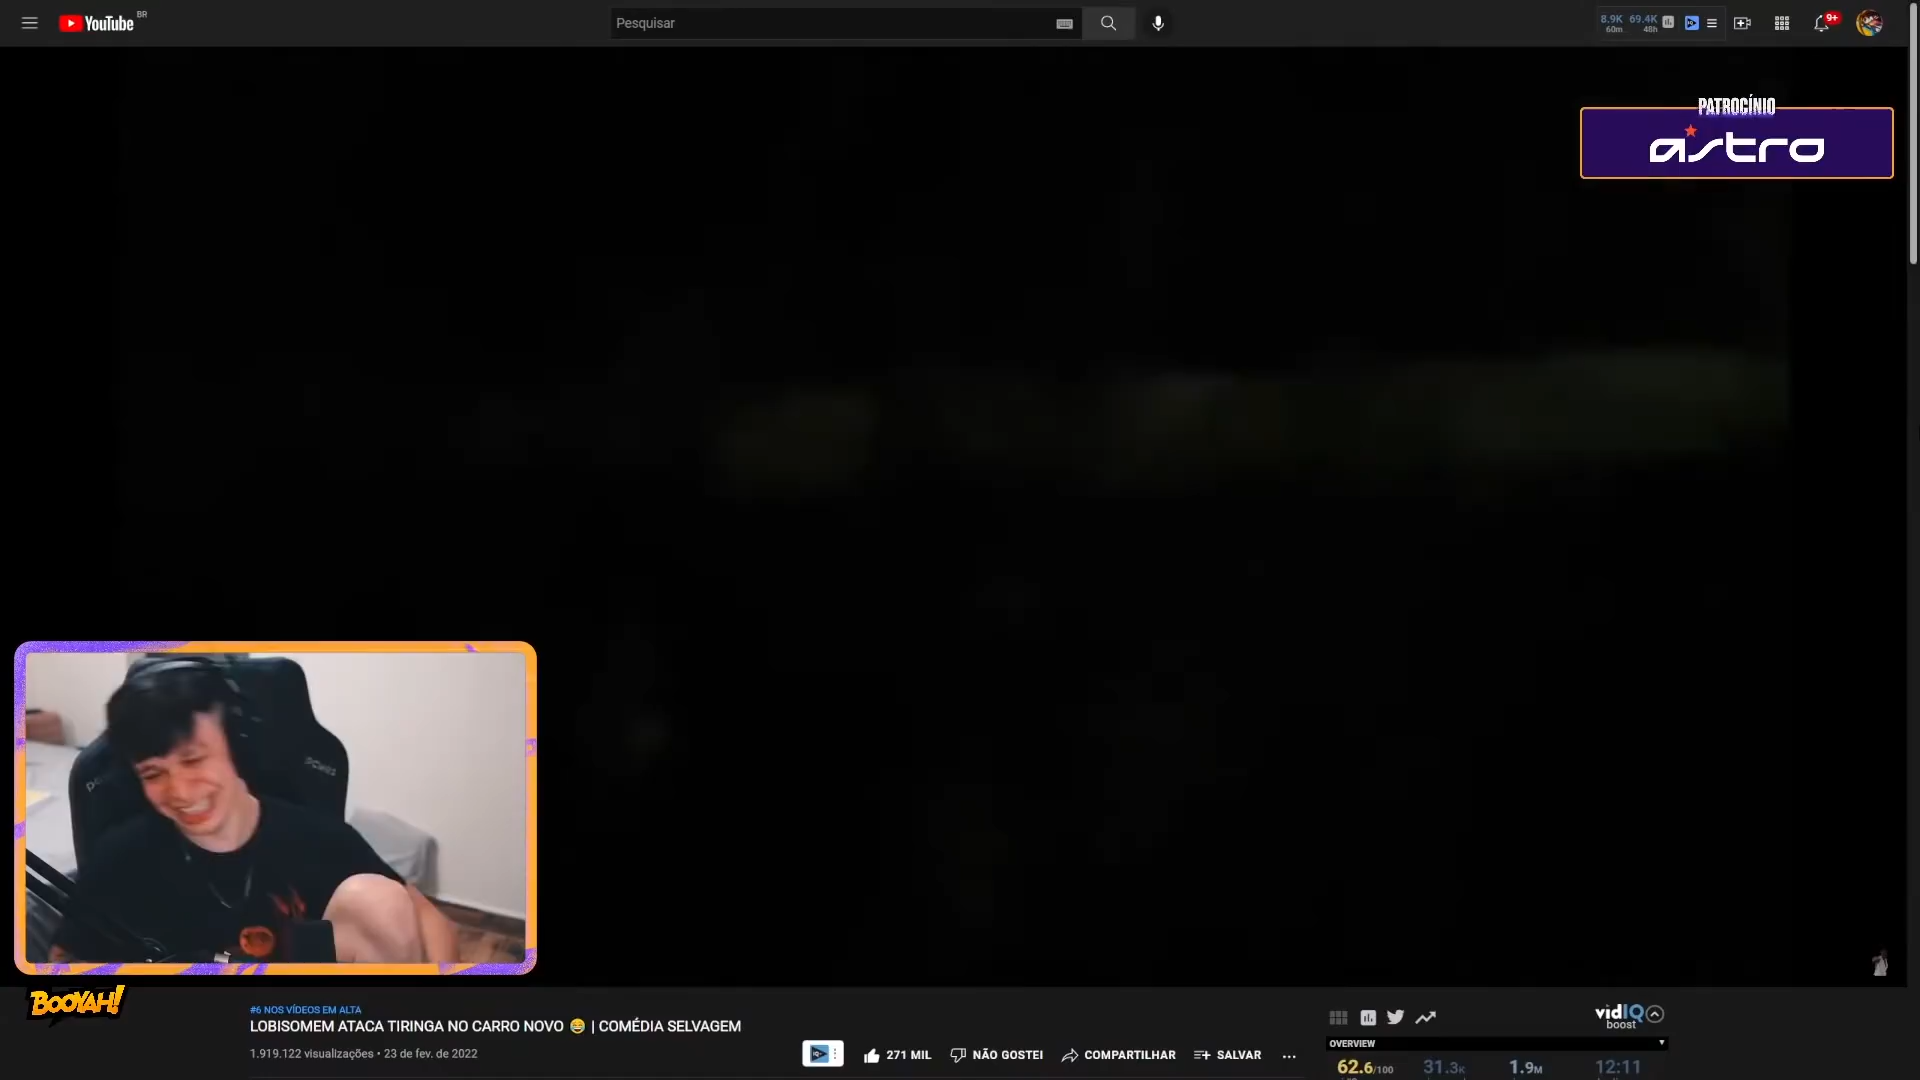 YouTube BR
Pesquisar
8.9K 69.4K
60m 48h
9+
PATROCÍNIO
astro
BOOYAH!
#6 NOS VÍDEOS EM ALTA
LOBISOMEM ATACA TIRINGA NO CARRO NOVO 😂 | COMÉDIA SELVAGEM
1.919.122 visualizações • 23 de fev. de 2022
271 MIL
NÃO GOSTEI
COMPARTILHAR
SALVAR
vidIQ
boost
OVERVIEW
62.6/100 31.3K 1.9M 12:11